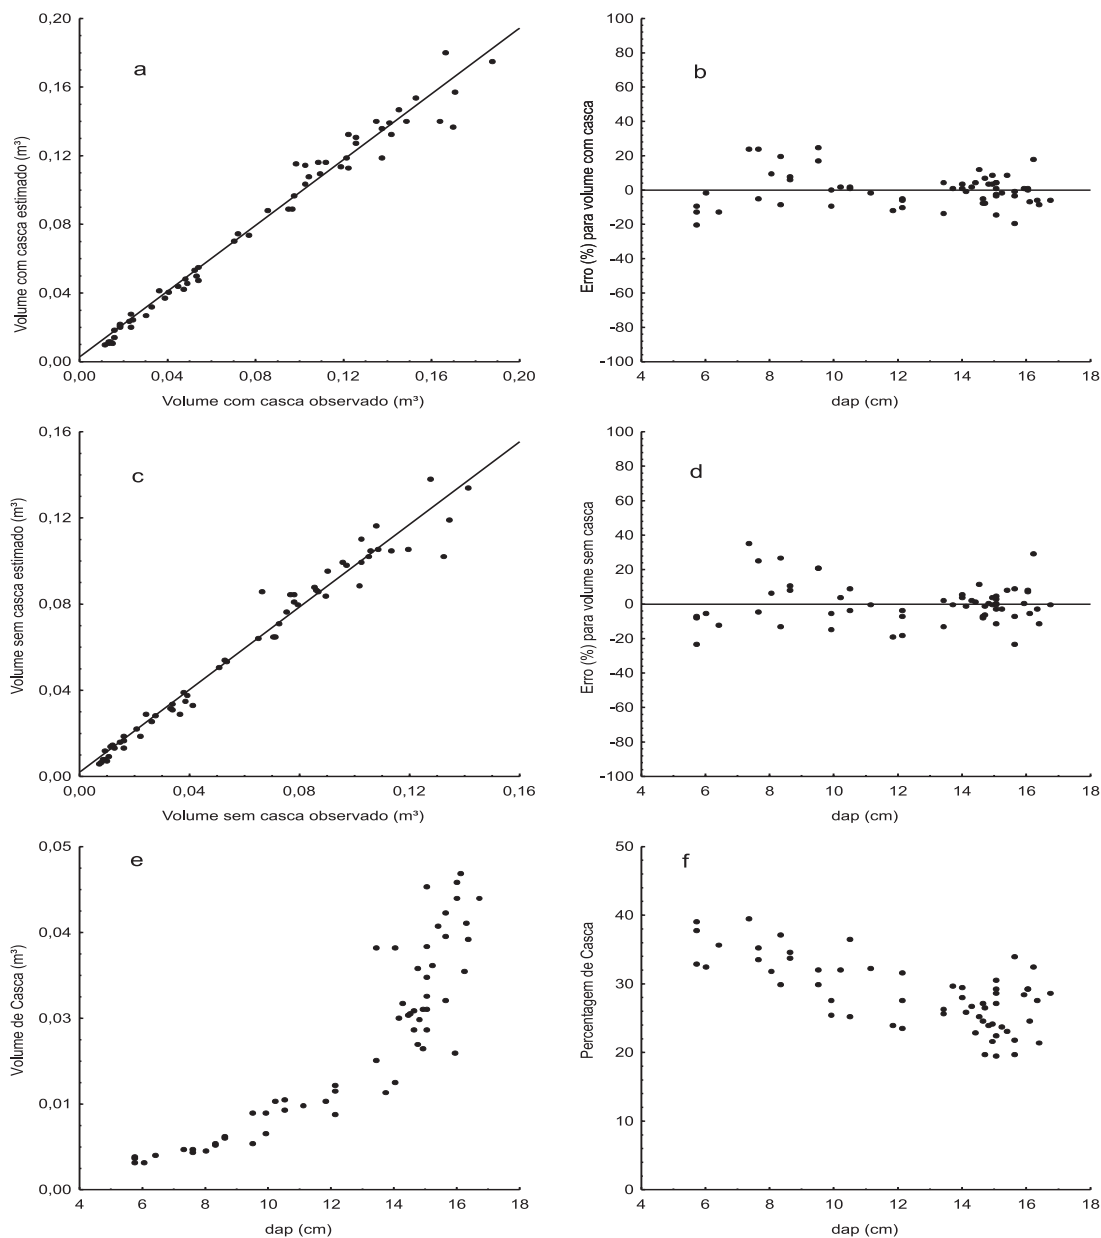 a
Volume com casca estimado (m³)
0,20
0,16
0,12
0,08
0,04
0,00
0,00 0,04 0,08 0,12 0,16 0,20
Volume com casca observado (m³)
b
Erro (%) para volume com casca
100
80
60
40
20
0
-20
-40
-60
-80
-100
4 6 8 10 12 14 16 18
dap (cm)
c
Volume sem casca estimado (m³)
0,16
0,12
0,08
0,04
0,00
0,00 0,04 0,08 0,12 0,16
Volume sem casca observado (m³)
d
Erro (%) para volume sem casca
100
80
60
40
20
0
-20
-40
-60
-80
-100
4 6 8 10 12 14 16 18
dap (cm)
e
Volume de Casca (m³)
0,05
0,04
0,03
0,01
0,00
4 6 8 10 12 14 16 18
dap (cm)
f
Percentagem de Casca
50
40
30
20
10
0
4 6 8 10 12 14 16 18
dap (cm)